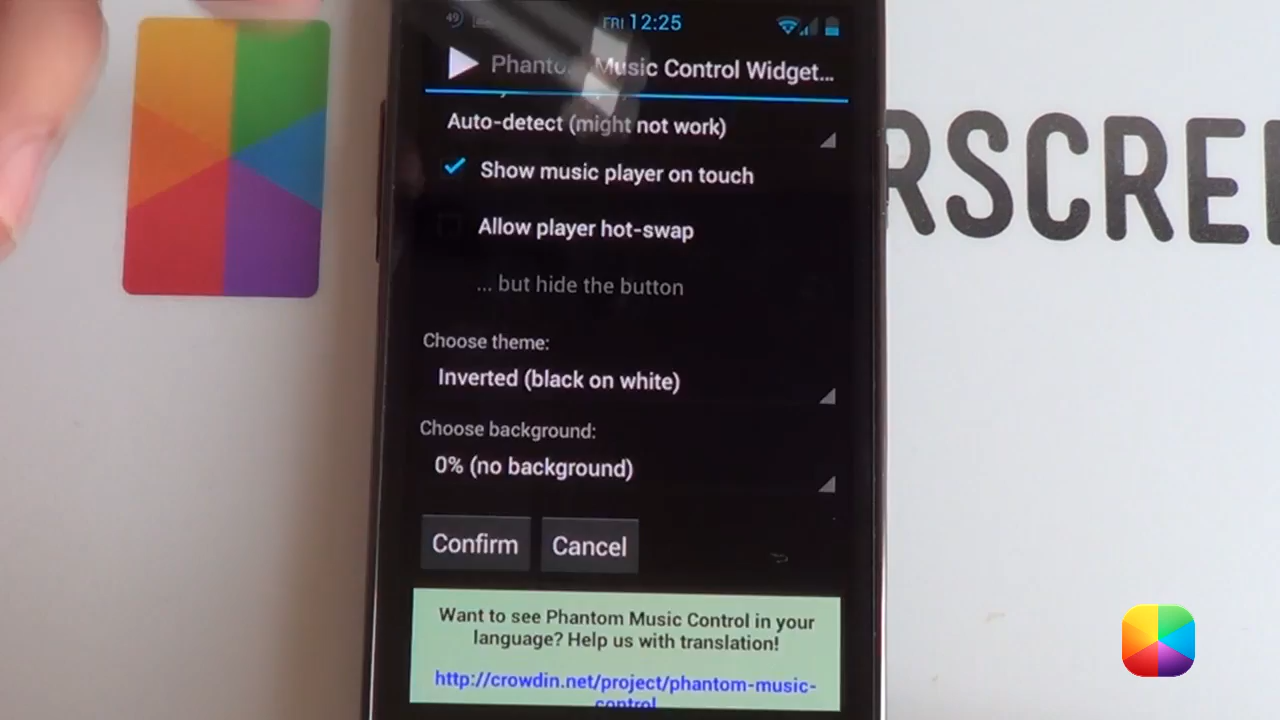 49
FRI 12:25
Phantom Music Control Widget...
Auto-detect (might not work)
Show music player on touch
Allow player hot-swap
... but hide the button
Choose theme:
Inverted (black on white)
Choose background:
0% (no background)
Confirm Cancel
Want to see Phantom Music Control in your
language? Help us with translation!
http://crowdin.net/project/phantom-music-
control
RSCREE